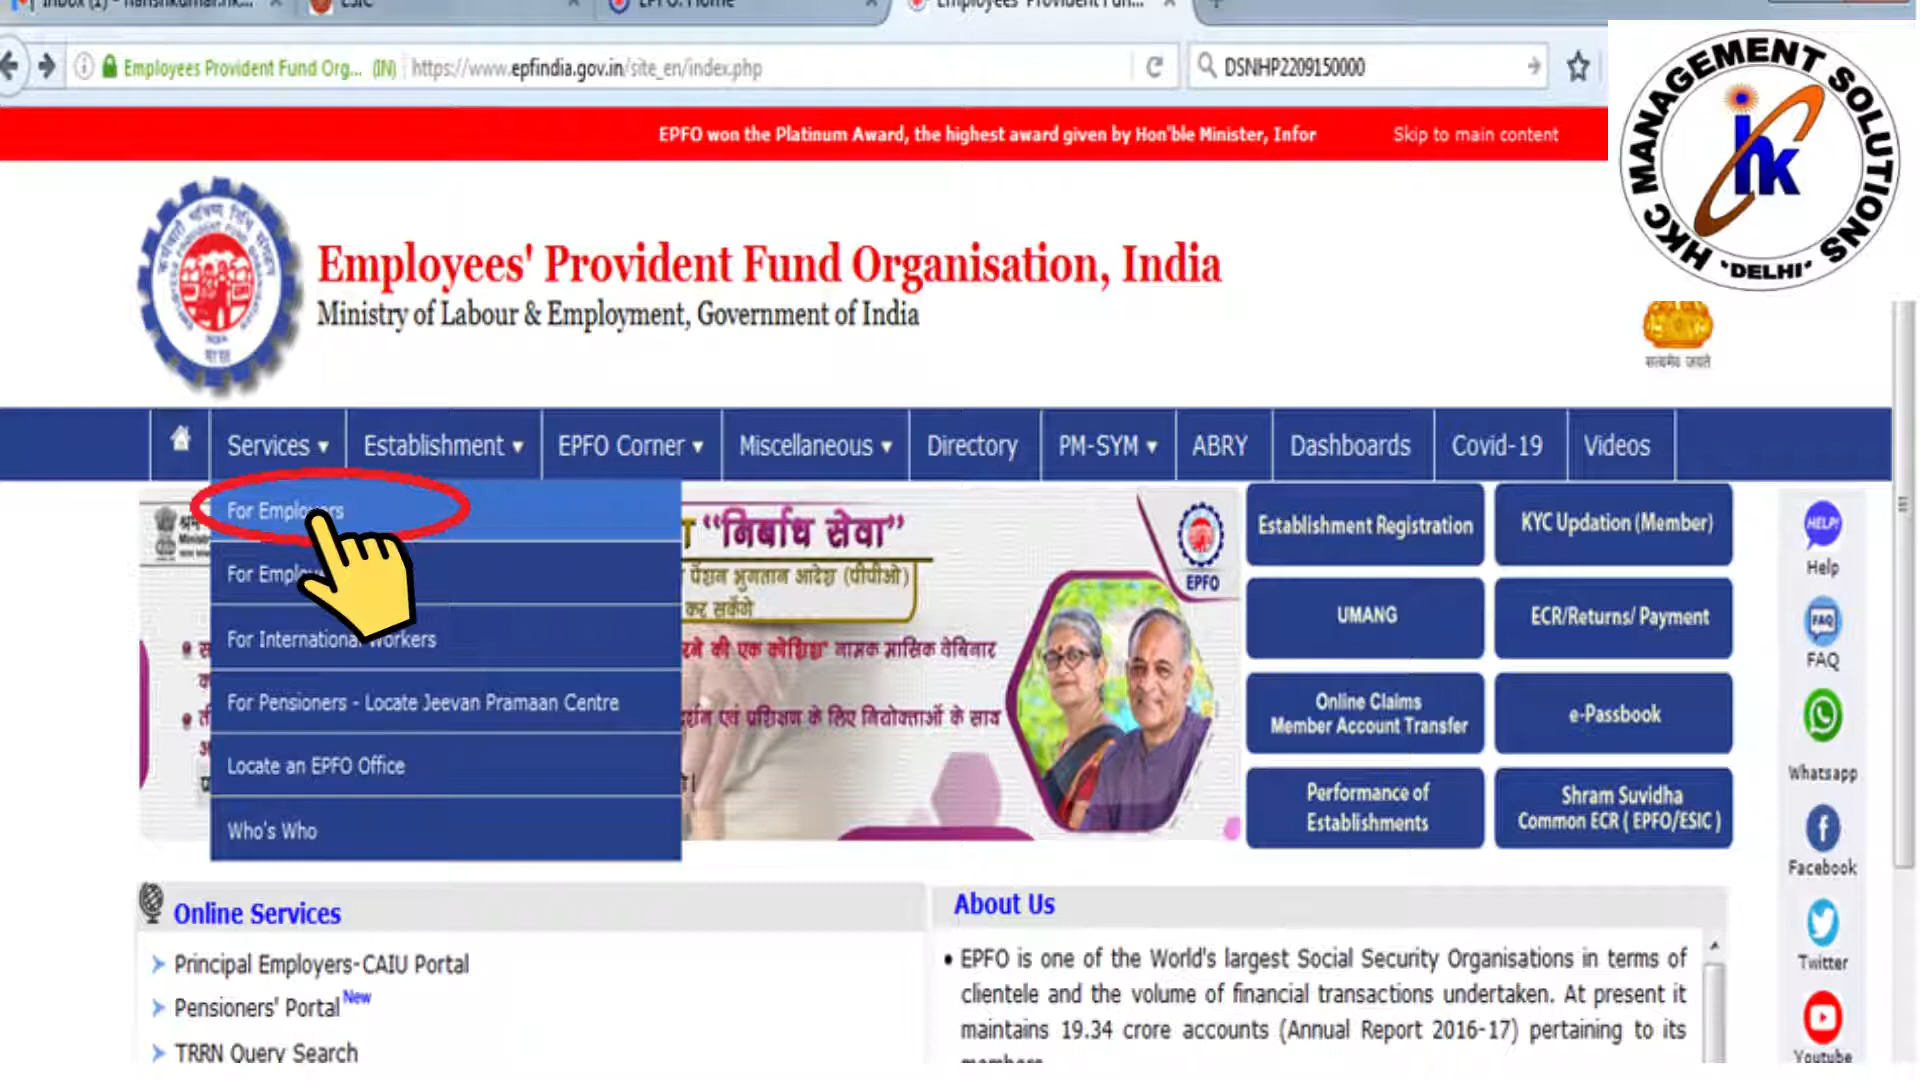 ESIC
EPFO: Home
Employees' Provident Fun...
Employees Provident Fund Org... (IN)
https://www.epfindia.gov.in/site_en/index.php
DSNHP2209150000
HKC MANAGEMENT SOLUTIONS
hk
• DELHI •
EPFO won the Platinum Award, the highest award given by Hon'ble Minister, Infor
Skip to main content
Employees' Provident Fund Organisation, India
Ministry of Labour & Employment, Government of India
सत्यमेव जयते
Services ▾
Establishment ▾
EPFO Corner ▾
Miscellaneous ▾
Directory
PM-SYM ▾
ABRY
Dashboards
Covid-19
Videos
For Employers
For Employ
For International Workers
For Pensioners - Locate Jeevan Pramaan Centre
Locate an EPFO Office
Who's Who
“निर्बाध सेवा”
पेंशन भुगतान आदेश (पीपीओ)
कर सकेंगे
रने की एक कोशिश" नामक मासिक वेबिनार
एवं प्रशिक्षण के लिए नियोक्ताओं के साथ
EPFO
Establishment Registration
KYC Updation (Member)
UMANG
ECR/Returns/ Payment
Online Claims
Member Account Transfer
e-Passbook
Performance of
Establishments
Shram Suvidha
Common ECR ( EPFO/ESIC )
HELP!
Help
FAQ
FAQ
Whatsapp
Facebook
Twitter
Youtube
Online Services
Principal Employers-CAIU Portal
Pensioners' Portal New
TRRN Query Search
About Us
• EPFO is one of the World's largest Social Security Organisations in terms of
clientele and the volume of financial transactions undertaken. At present it
maintains 19.34 crore accounts (Annual Report 2016-17) pertaining to its